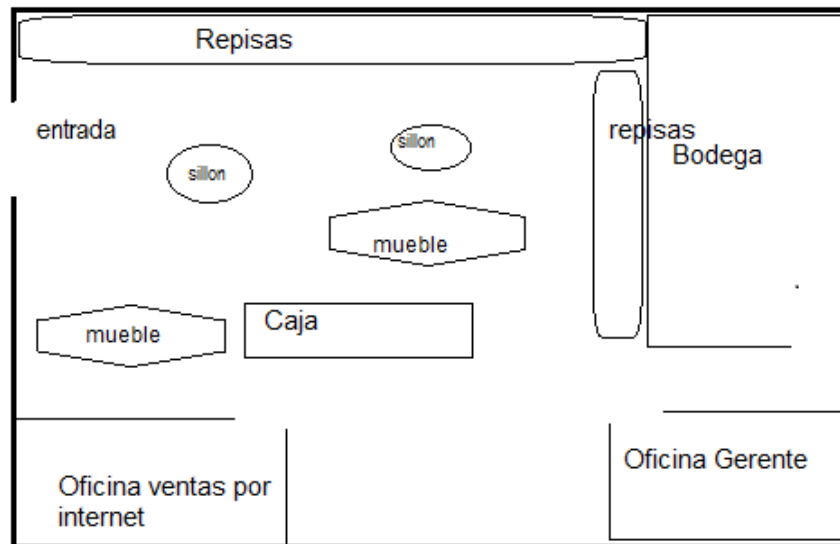 Repisas
entrada
sillon
sillon
repisas
Bodega
mueble
mueble
Caja
Oficina ventas por
internet
Oficina Gerente